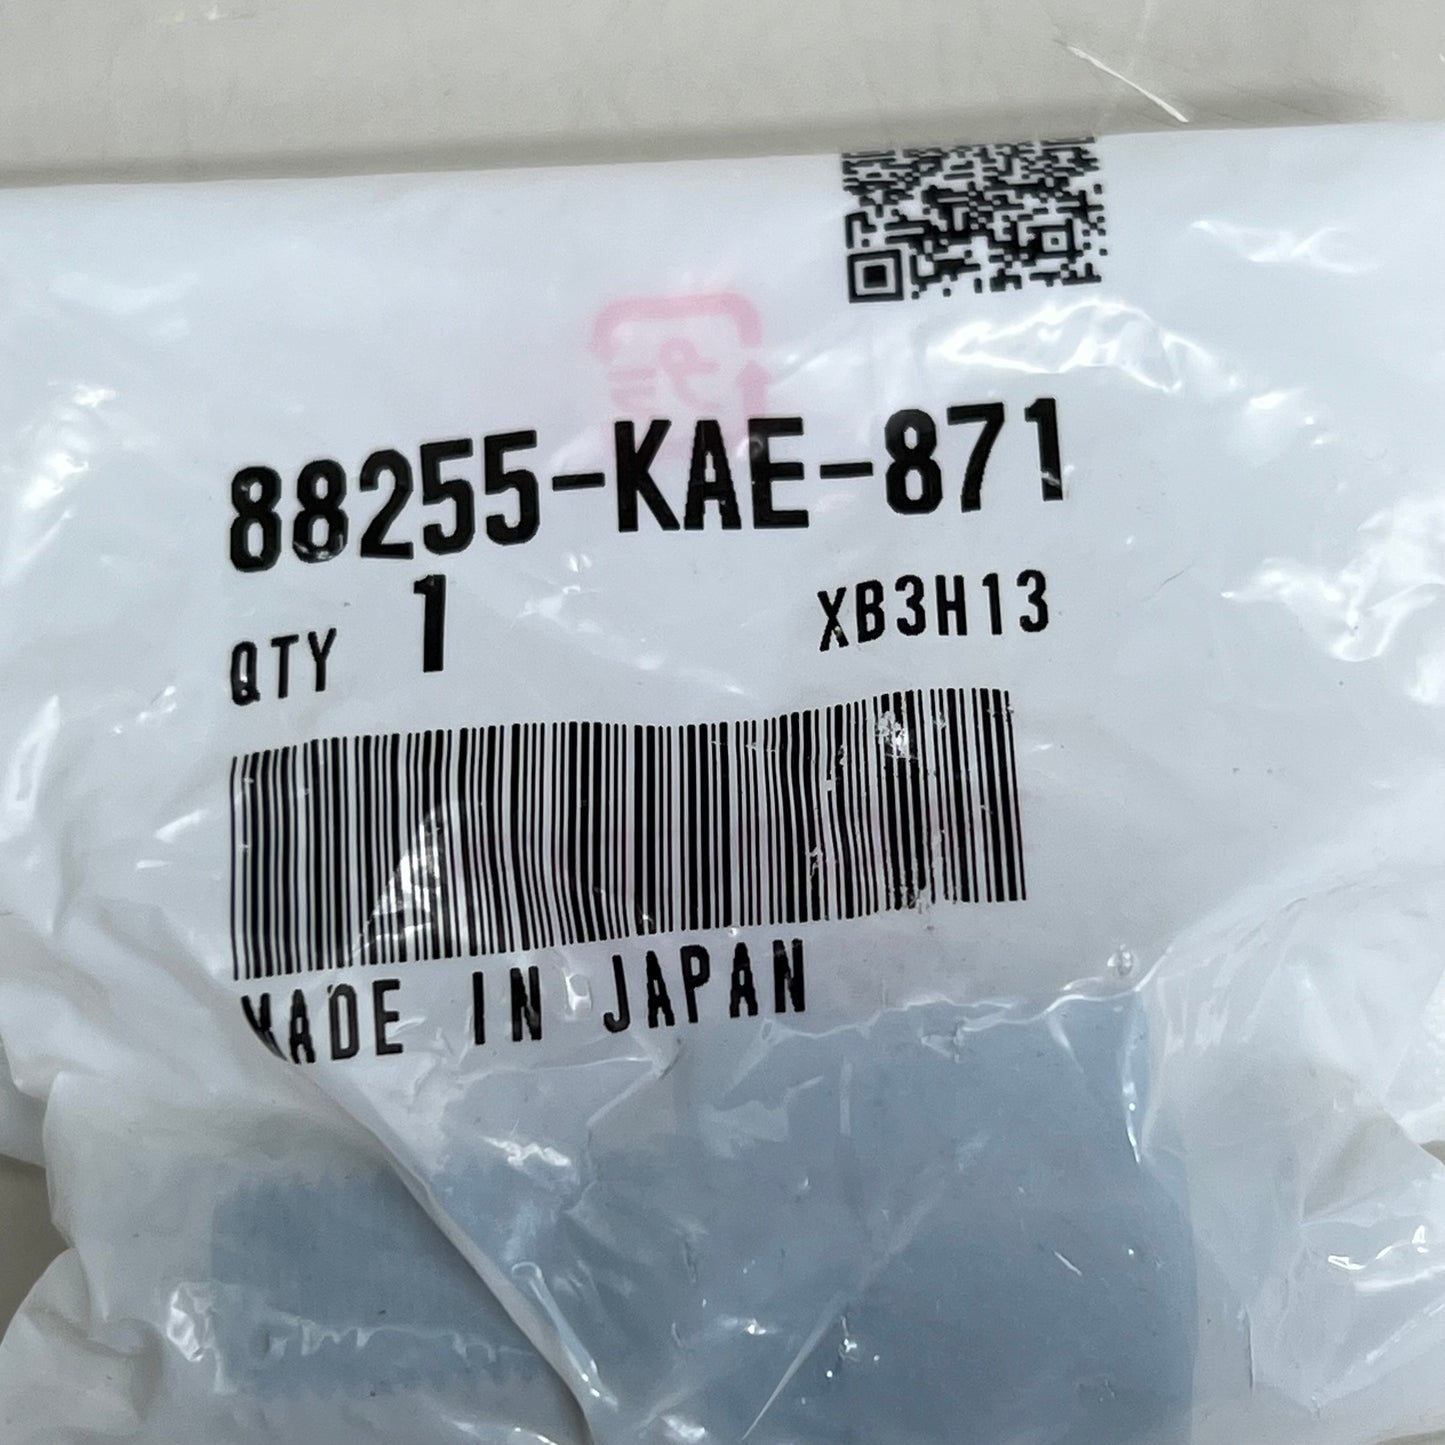 88255-KAE-871
QTY 1 XB3H13
MADE IN JAPAN